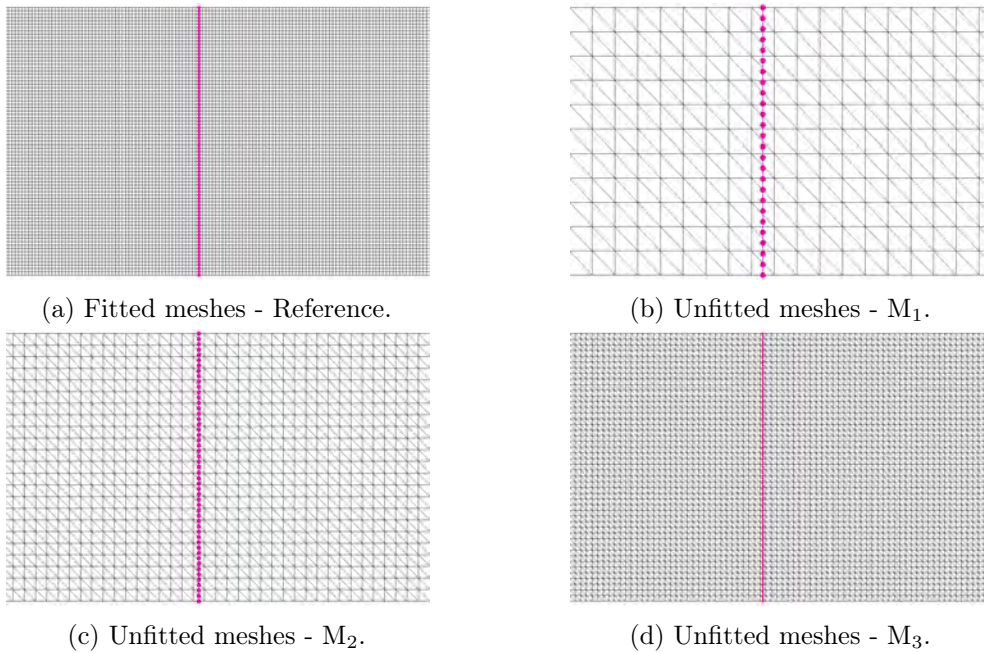 (a) Fitted meshes - Reference.
(b) Unfitted meshes - M₁.
(c) Unfitted meshes - M₂.
(d) Unfitted meshes - M₃.